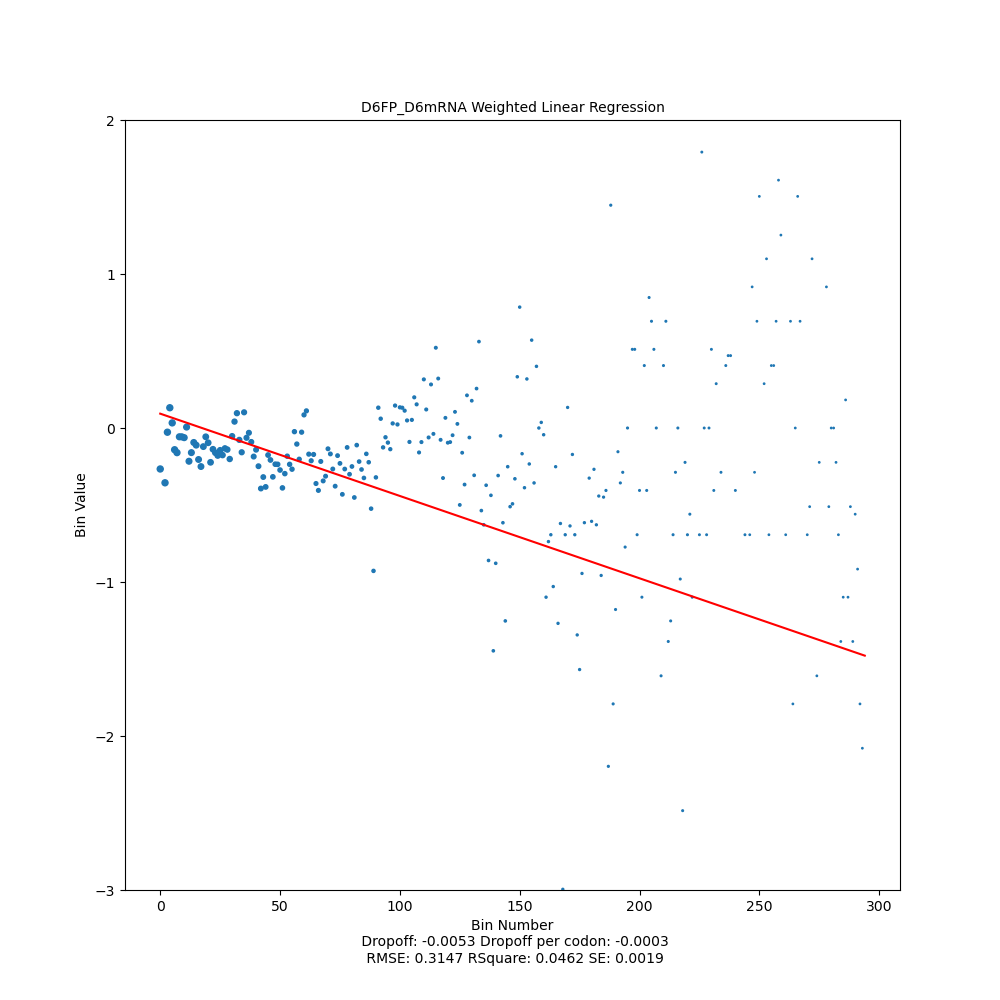 D6FP_D6mRNA Weighted Linear Regression
2
1
0
−1
−2
−3
Bin Value
0 50 100 150 200 250 300
Bin Number
Dropoff: -0.0053 Dropoff per codon: -0.0003
RMSE: 0.3147 RSquare: 0.0462 SE: 0.0019